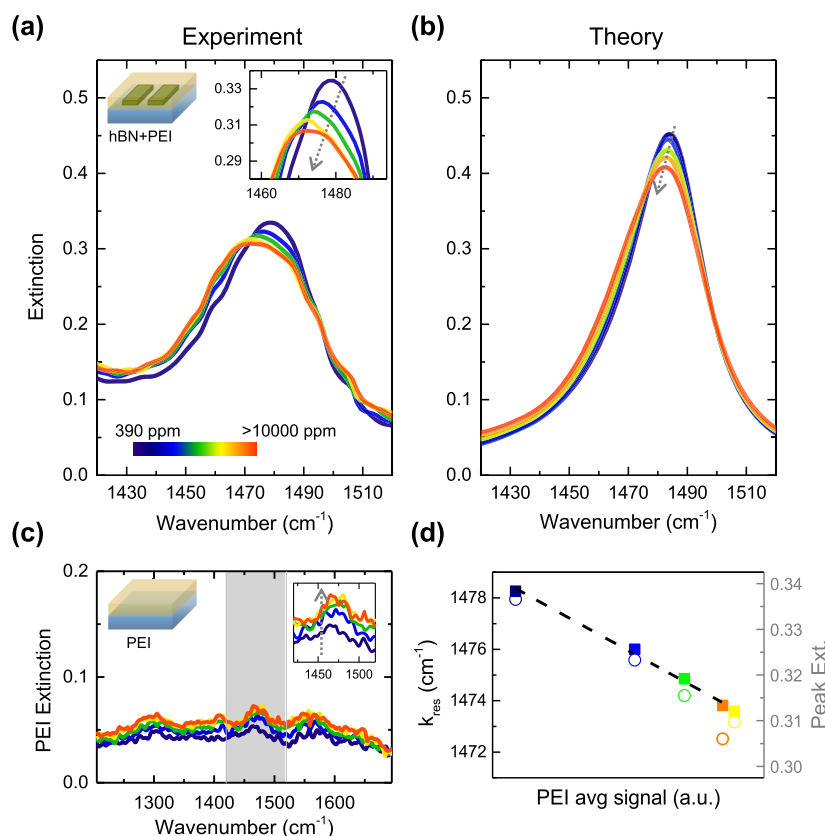 (a)
Experiment
hBN+PEI
0.33
0.31
0.29
1460
1480
0.5
0.4
0.3
0.2
0.1
0.0
Extinction
390 ppm
>10000 ppm
1430
1450
1470
1490
1510
Wavenumber (cm⁻¹)
(b)
Theory
0.5
0.4
0.3
0.2
0.1
0.0
1430
1450
1470
1490
1510
Wavenumber (cm⁻¹)
(c)
0.2
0.1
0.0
PEI Extinction
PEI
1450
1500
1300
1400
1500
1600
Wavenumber (cm⁻¹)
(d)
1478
1476
1474
1472
k_res (cm⁻¹)
0.34
0.33
0.32
0.31
0.30
Peak Ext.
PEI avg signal (a.u.)